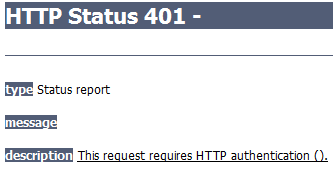 HTTP Status 401 -
type Status report
message
description This request requires HTTP authentication ().